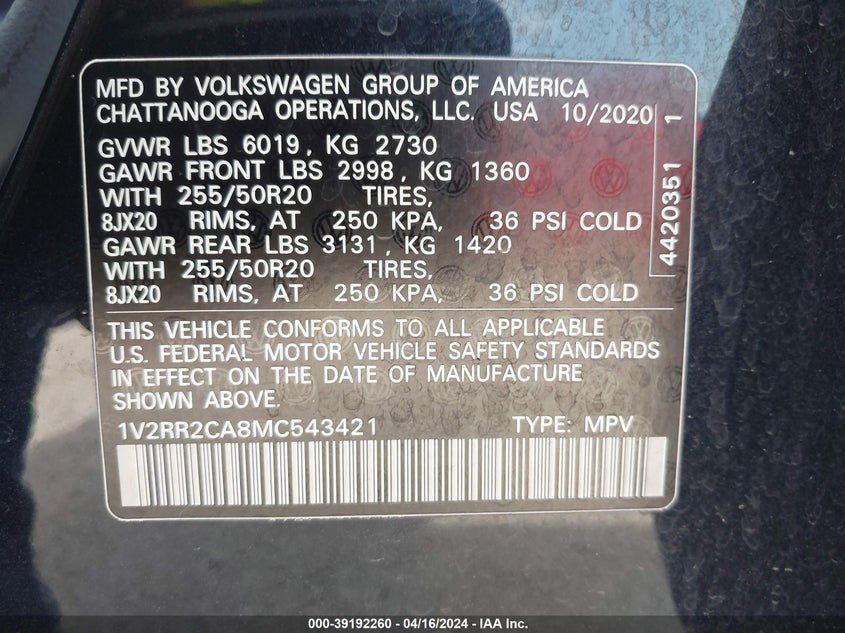 MFD BY VOLKSWAGEN GROUP OF AMERICA
CHATTANOOGA OPERATIONS, LLC. USA 10/2020
GVWR LBS 6019, KG 2730
GAWR FRONT LBS 2998, KG 1360
WITH 255/50R20 TIRES,
8JX20 RIMS, AT 250 KPA, 36 PSI COLD
GAWR REAR LBS 3131, KG 1420
WITH 255/50R20 TIRES,
8JX20 RIMS, AT 250 KPA, 36 PSI COLD
4420351 1
THIS VEHICLE CONFORMS TO ALL APPLICABLE
U.S. FEDERAL MOTOR VEHICLE SAFETY STANDARDS
IN EFFECT ON THE DATE OF MANUFACTURE
SHOWN ABOVE.
1V2RR2CA8MC543421 TYPE: MPV
000-39192260 - 04/16/2024 - IAA Inc.